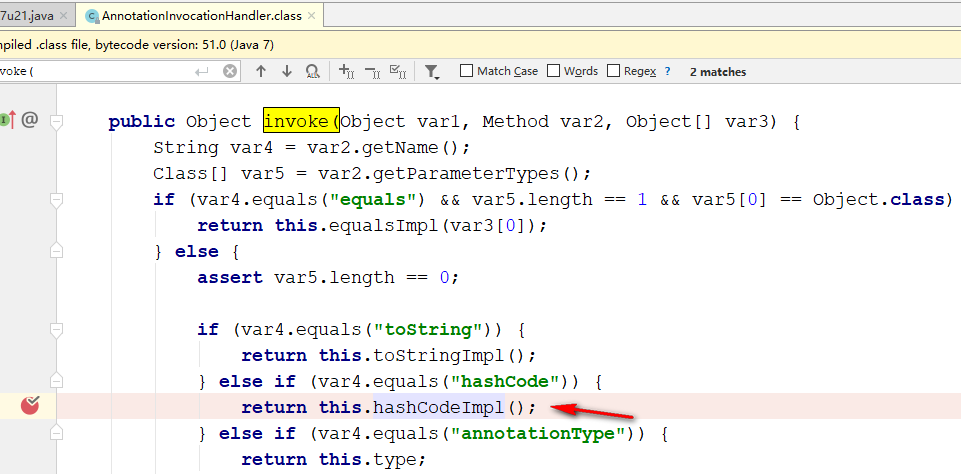 7u21.java × AnnotationInvocationHandler.class ×
mpiled .class file, bytecode version: 51.0 (Java 7)
nvoke( Match Case Words Regex ? 2 matches
public Object invoke(Object var1, Method var2, Object[] var3) {
String var4 = var2.getName();
Class[] var5 = var2.getParameterTypes();
if (var4.equals("equals") && var5.length == 1 && var5[0] == Object.class)
return this.equalsImpl(var3[0]);
} else {
assert var5.length == 0;
if (var4.equals("toString")) {
return this.toStringImpl();
} else if (var4.equals("hashCode")) {
return this.hashCodeImpl();
} else if (var4.equals("annotationType")) {
return this.type;